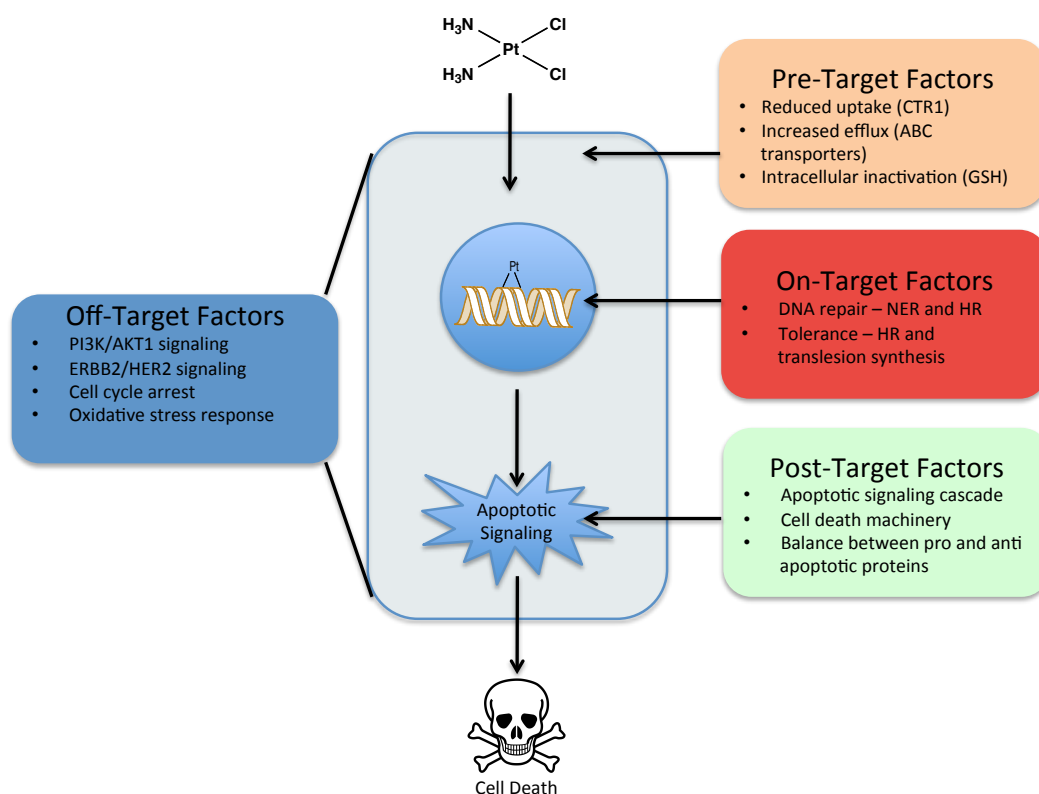 H₃N
Cl
Pt
H₃N
Cl
Pre-Target Factors
• Reduced uptake (CTR1)
• Increased efflux (ABC
transporters)
• Intracellular inactivation (GSH)
Pt
On-Target Factors
• DNA repair – NER and HR
• Tolerance – HR and
translesion synthesis
Off-Target Factors
• PI3K/AKT1 signaling
• ERBB2/HER2 signaling
• Cell cycle arrest
• Oxidative stress response
Post-Target Factors
• Apoptotic signaling cascade
• Cell death machinery
• Balance between pro and anti
apoptotic proteins
Apoptotic
Signaling
Cell Death